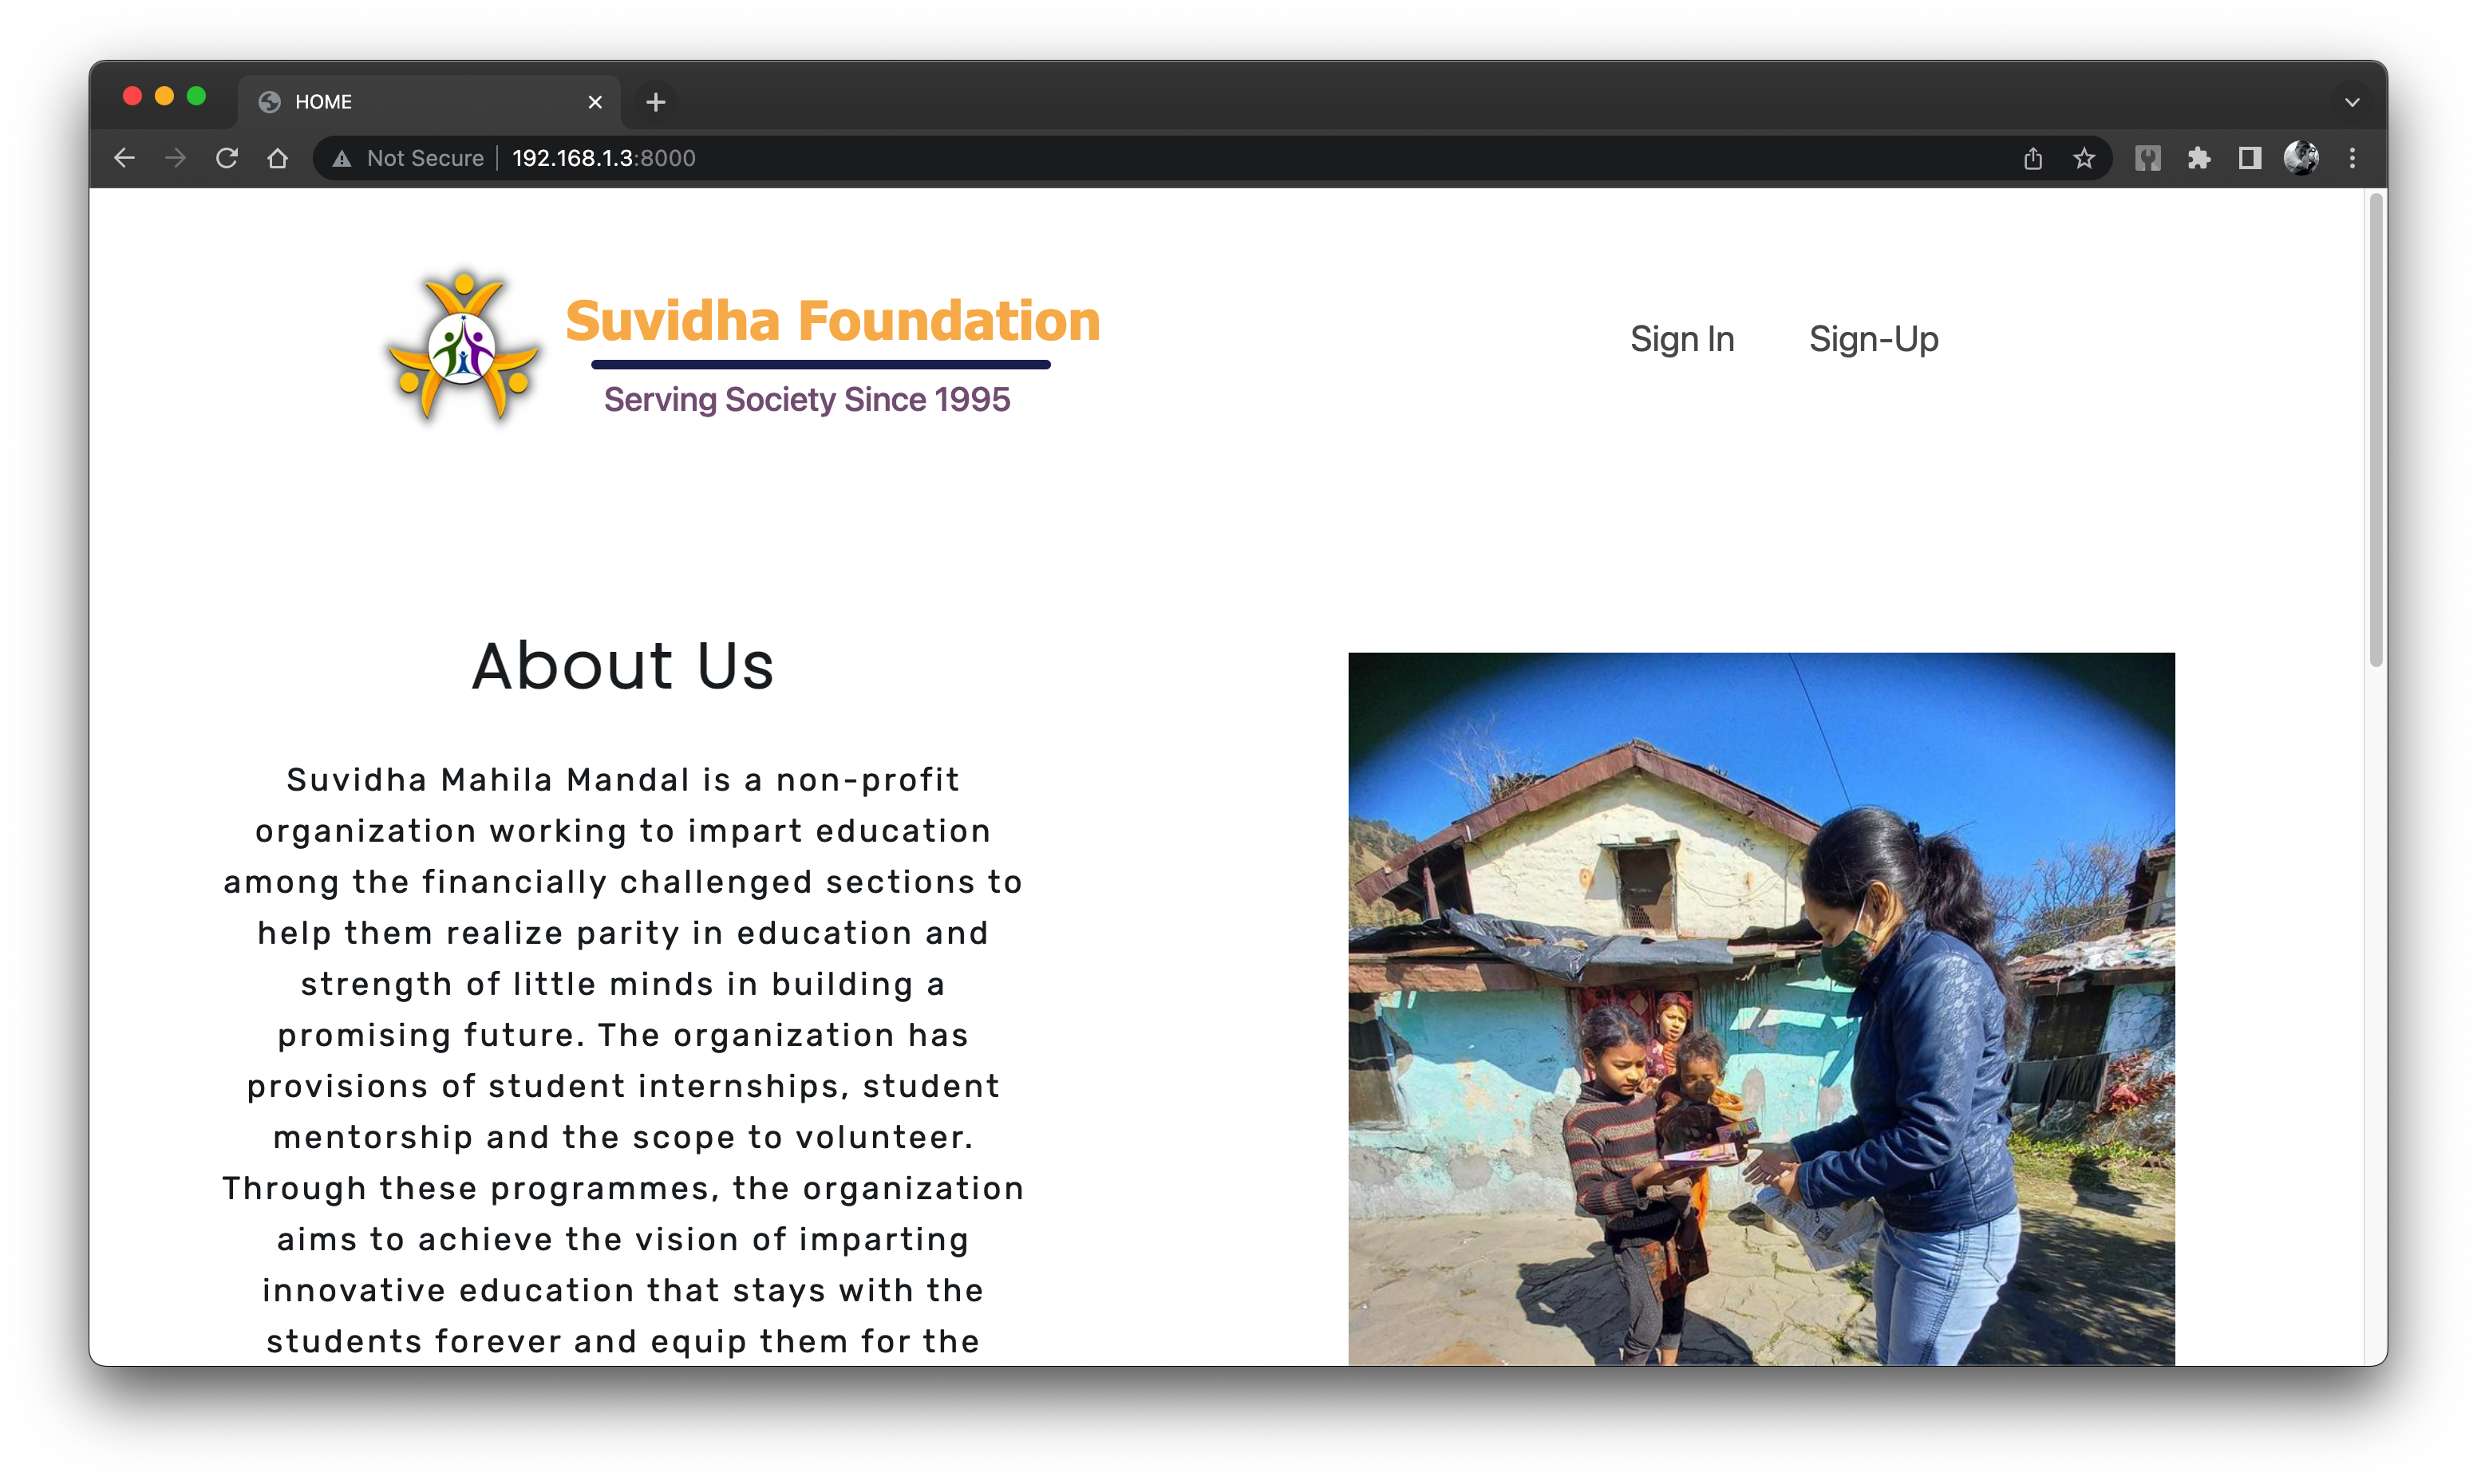 HOME
Not Secure 192.168.1.3:8000
Suvidha Foundation
Serving Society Since 1995
Sign In Sign-Up
About Us
Suvidha Mahila Mandal is a non-profit
organization working to impart education
among the financially challenged sections to
help them realize parity in education and
strength of little minds in building a
promising future. The organization has
provisions of student internships, student
mentorship and the scope to volunteer.
Through these programmes, the organization
aims to achieve the vision of imparting
innovative education that stays with the
students forever and equip them for the